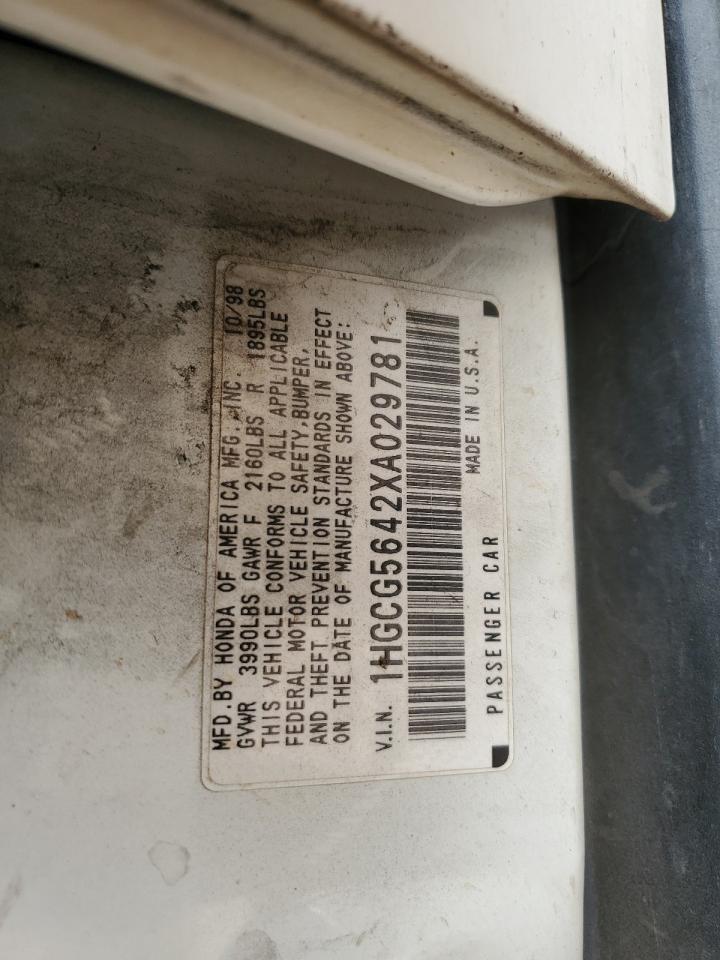 MFD.BY HONDA OF AMERICA MFG.,INC. 10/98
GVWR 3990LBS GAWR F 2160LBS R 1895LBS
THIS VEHICLE CONFORMS TO ALL APPLICABLE
FEDERAL MOTOR VEHICLE SAFETY,BUMPER,
AND THEFT PREVENTION STANDARDS IN EFFECT
ON THE DATE OF MANUFACTURE SHOWN ABOVE:
V.I.N. 1HGCG5642XA029781
MADE IN U.S.A.
PASSENGER CAR